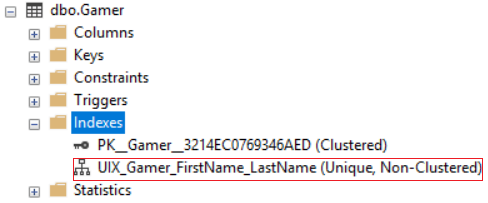 dbo.Gamer
Columns
Keys
Constraints
Triggers
Indexes
PK__Gamer__3214EC0769346AED (Clustered)
UIX_Gamer_FirstName_LastName (Unique, Non-Clustered)
Statistics